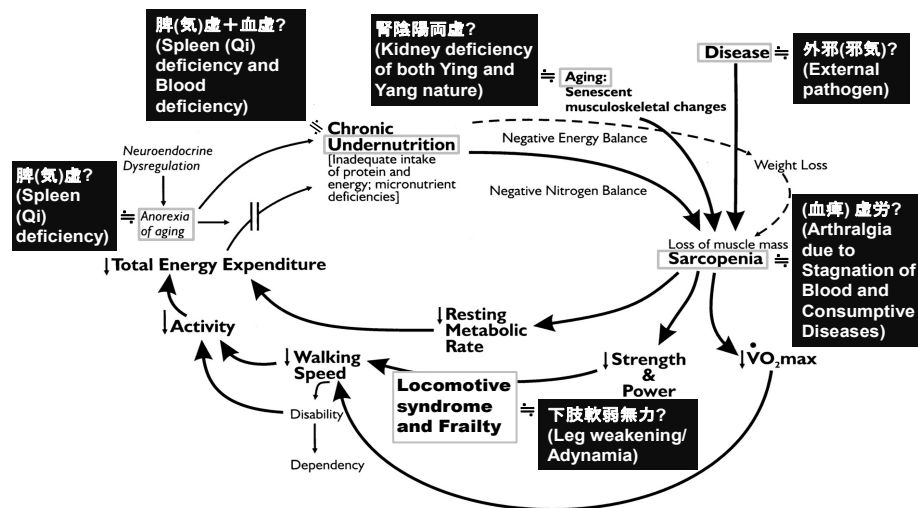 脾(気)虚＋血虚?
(Spleen (Qi)
deficiency and
Blood
deficiency)
腎陰陽両虚?
(Kidney deficiency
of both Ying and
Yang nature)
≒
Aging:
Senescent
musculoskeletal changes
Disease
≒
外邪(邪気)?
(External
pathogen)
≒
Chronic
Undernutrition
[Inadequate intake
of protein and
energy; micronutrient
deficiencies]
Negative Energy Balance
Negative Nitrogen Balance
Weight Loss
Neuroendocrine
Dysregulation
脾(気)虚?
(Spleen
(Qi)
deficiency)
≒
Anorexia
of aging
Loss of muscle mass
Sarcopenia
≒
(血痺) 虚労?
(Arthralgia
due to
Stagnation of
Blood and
Consumptive
Diseases)
↓Total Energy Expenditure
↓Activity
↓Resting
Metabolic
Rate
↓Walking
Speed
↓Strength
&
Power
↓V̇O₂max
Locomotive
syndrome
and Frailty
≒
下肢軟弱無力?
(Leg weakening/
Adynamia)
Disability
Dependency